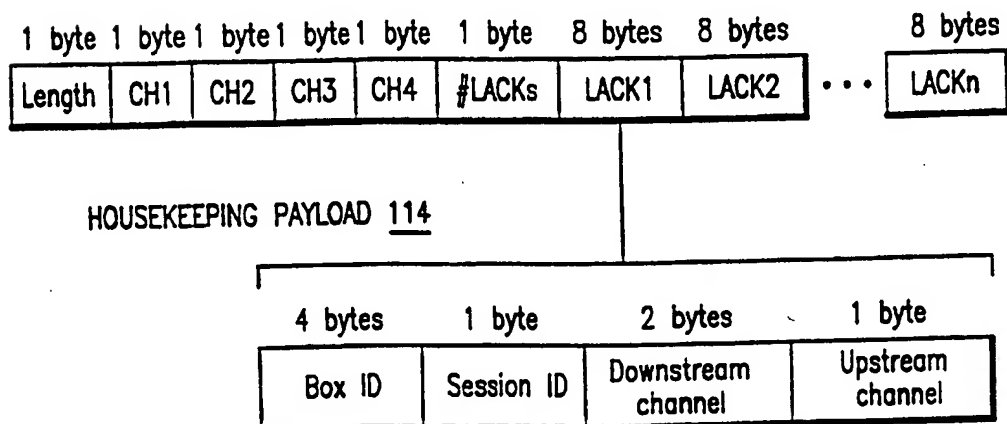 1 byte 1 byte 1 byte 1 byte 1 byte 1 byte 8 bytes 8 bytes 8 bytes
Length CH1 CH2 CH3 CH4 #LACKs LACK1 LACK2 ••• LACKn
HOUSEKEEPING PAYLOAD 114
4 bytes 1 byte 2 bytes 1 byte
Box ID Session ID Downstream channel Upstream channel